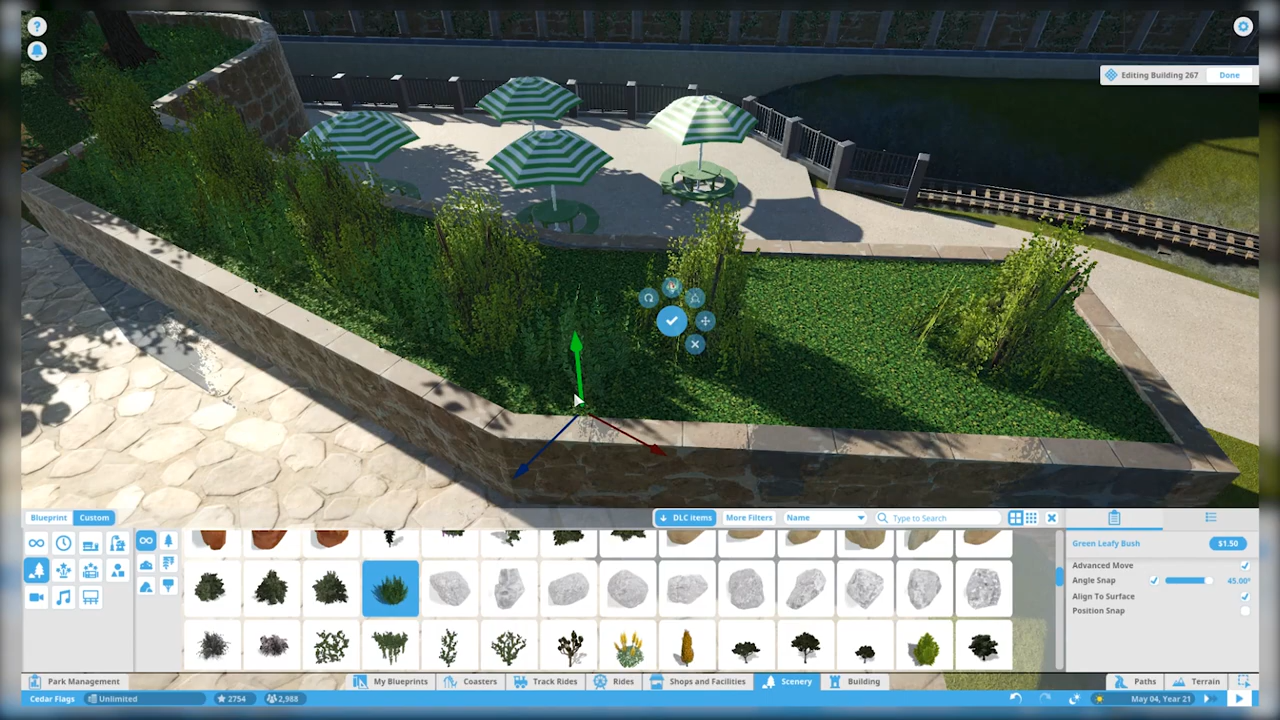 ?
Editing Building 267 Done
Blueprint Custom
DLC items More Filters Name Type to Search
Green Leafy Bush $1.50
Advanced Move
Angle Snap 45.00°
Align To Surface
Position Snap
Park Management My Blueprints Coasters Track Rides Rides Shops and Facilities Scenery Building Paths Terrain
Cedar Flags Unlimited 2754 2,988 May 04, Year 21